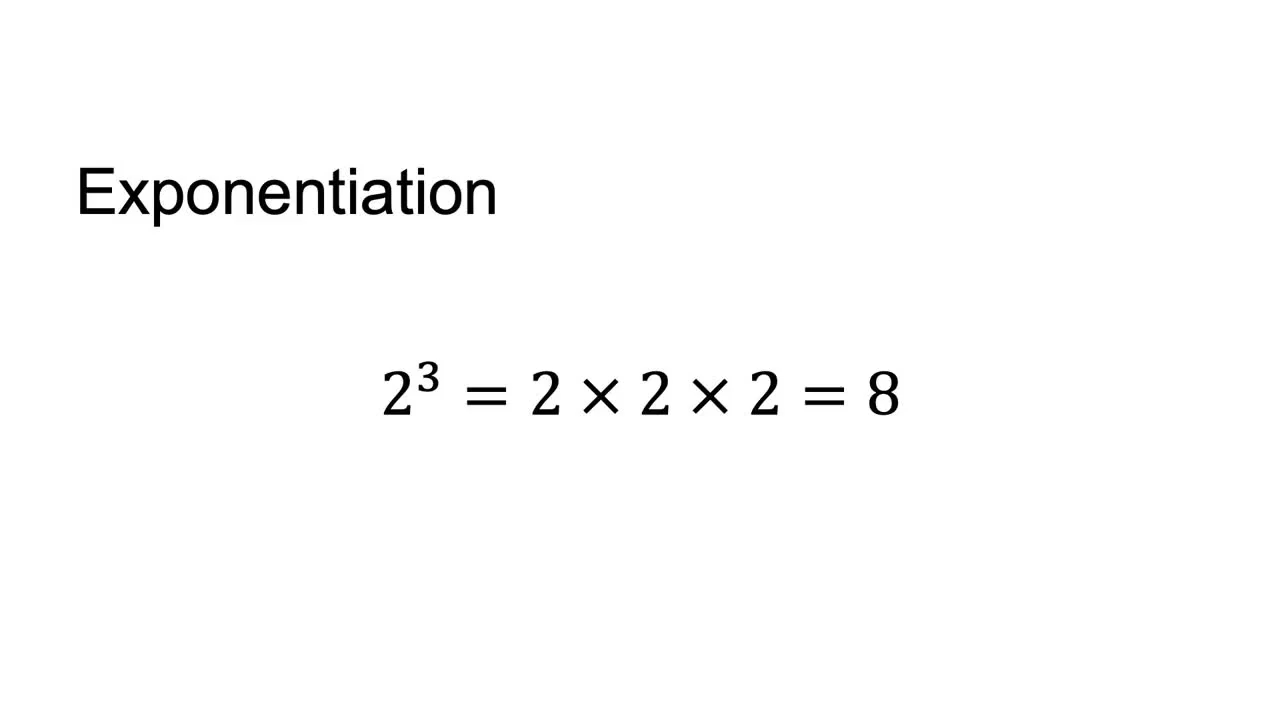 Exponentiation
2³ = 2 × 2 × 2 = 8